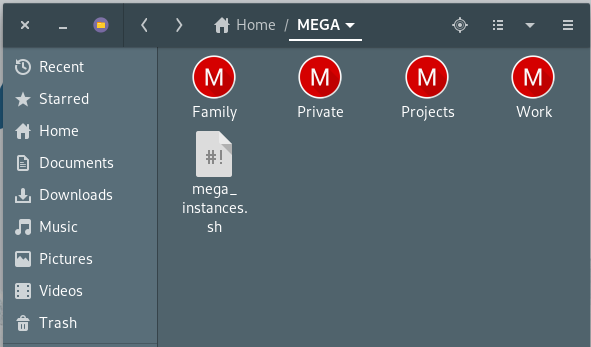 Home / MEGA
Recent
Starred
Home
Documents
Downloads
Music
Pictures
Videos
Trash
M M M M
Family Private Projects Work
#!
mega_
instances.
sh